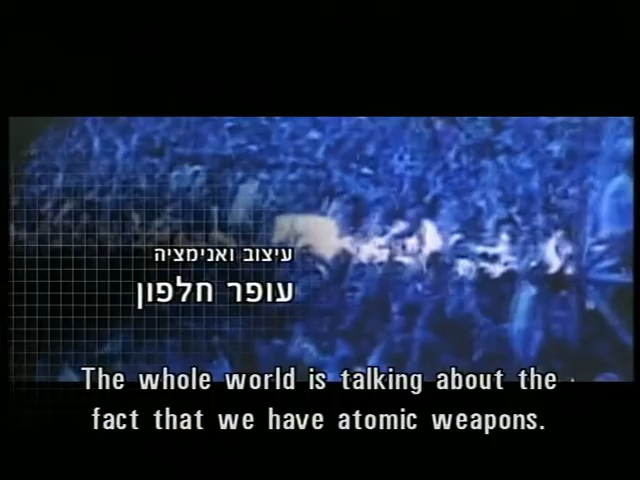 עיצוב ואנימציה
עופר חלפון
The whole world is talking about the
fact that we have atomic weapons.